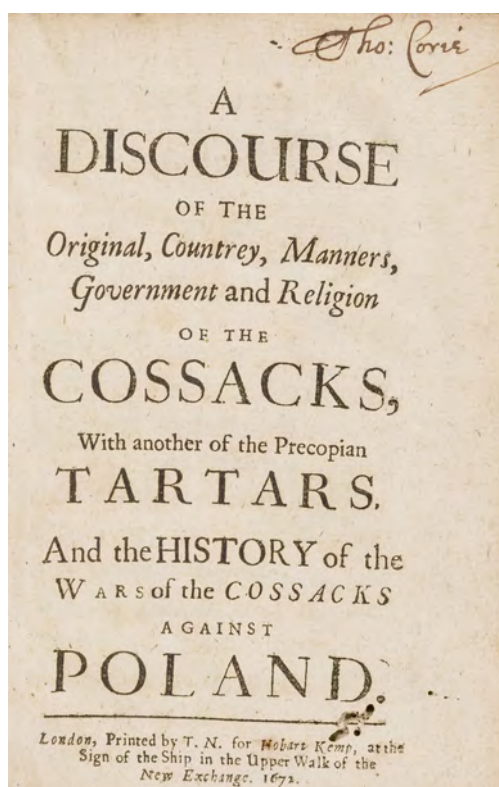 Tho: Corie
A
DISCOURSE
OF THE
Original, Countrey, Manners,
Government and Religion
OF THE
COSSACKS,
With another of the Precopian
TARTARS.
And the HISTORY of the
WARS of the COSSACKS
AGAINST
POLAND.
London, Printed by T. N. for Hobart Kemp, at the
Sign of the Ship in the Upper Walk of the
New Exchange. 1672.